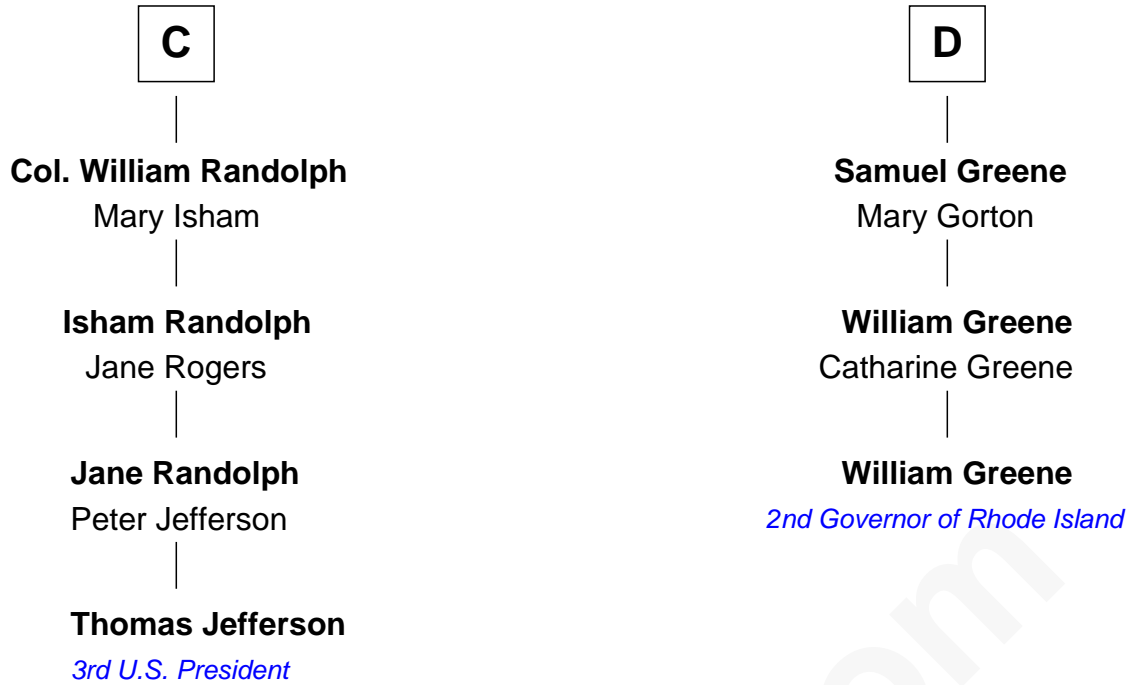 C
Col. William Randolph
Mary Isham
Isham Randolph
Jane Rogers
Jane Randolph
Peter Jefferson
Thomas Jefferson
3rd U.S. President
D
Samuel Greene
Mary Gorton
William Greene
Catharine Greene
William Greene
2nd Governor of Rhode Island
om